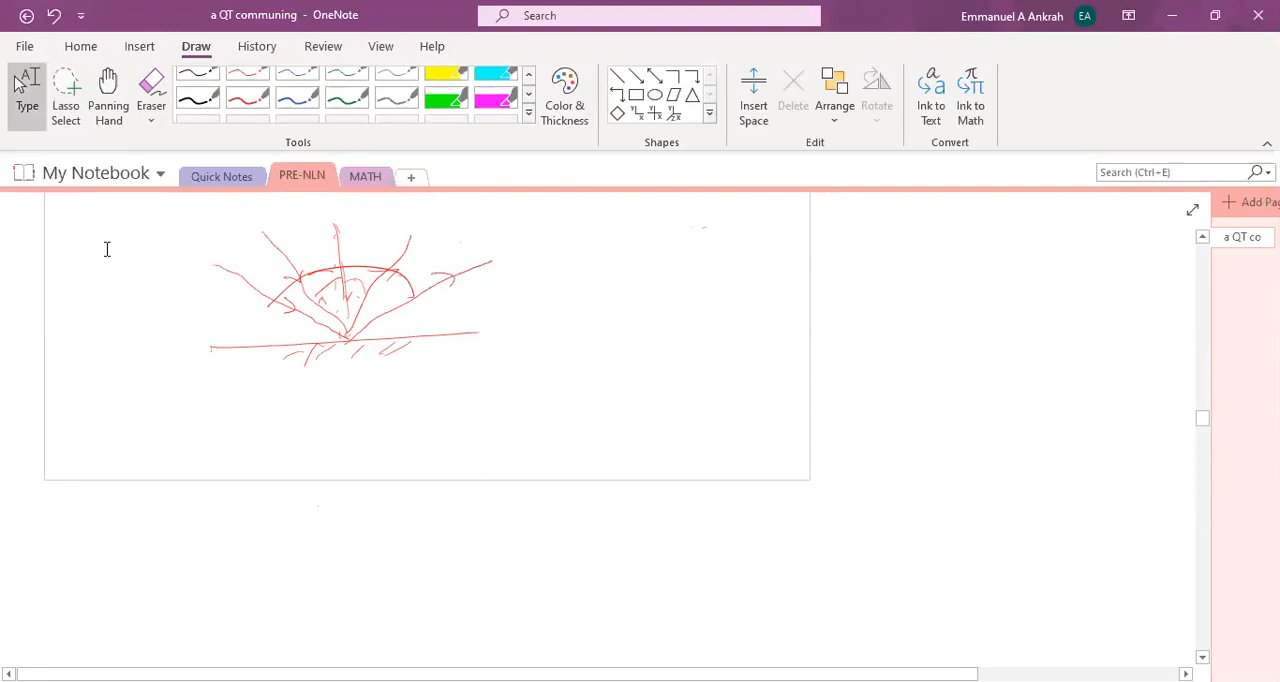 a QT communing - OneNote
Search
Emmanuel A Ankrah
EA
File
Home
Insert
Draw
History
Review
View
Help
Type
Lasso Select
Panning Hand
Eraser
Color & Thickness
Insert Space
Delete
Arrange
Rotate
Ink to Text
Ink to Math
Tools
Shapes
Edit
Convert
My Notebook
Quick Notes
PRE-NLN
MATH
Search (Ctrl+E)
Add Pag
a QT co